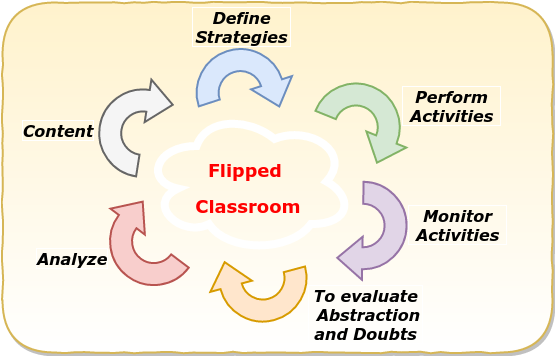 Define
Strategies
Perform
Activities
Content
Flipped
Classroom
Monitor
Activities
Analyze
To evaluate
Abstraction
and Doubts